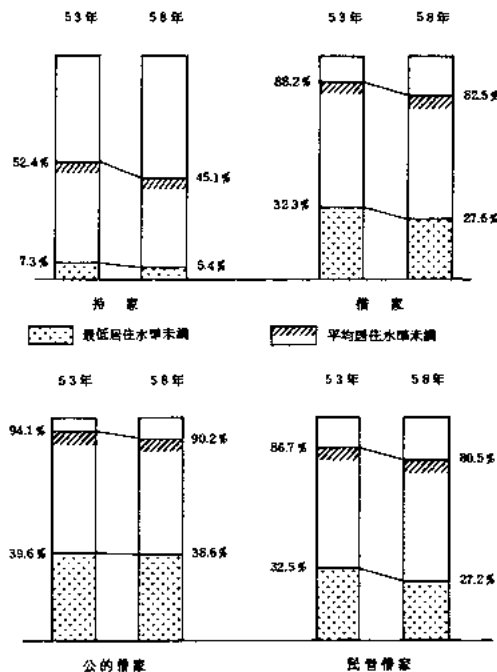 53年 58年 53年 58年
88.2% 82.5%
52.4% 45.1%
32.3% 27.6%
7.3% 5.4%
持家 借家
最低居住水準未満 平均居住水準未満
53年 58年 53年 58年
94.1% 90.2% 86.7% 80.5%
39.6% 38.6% 32.5% 27.2%
公的借家 民営借家